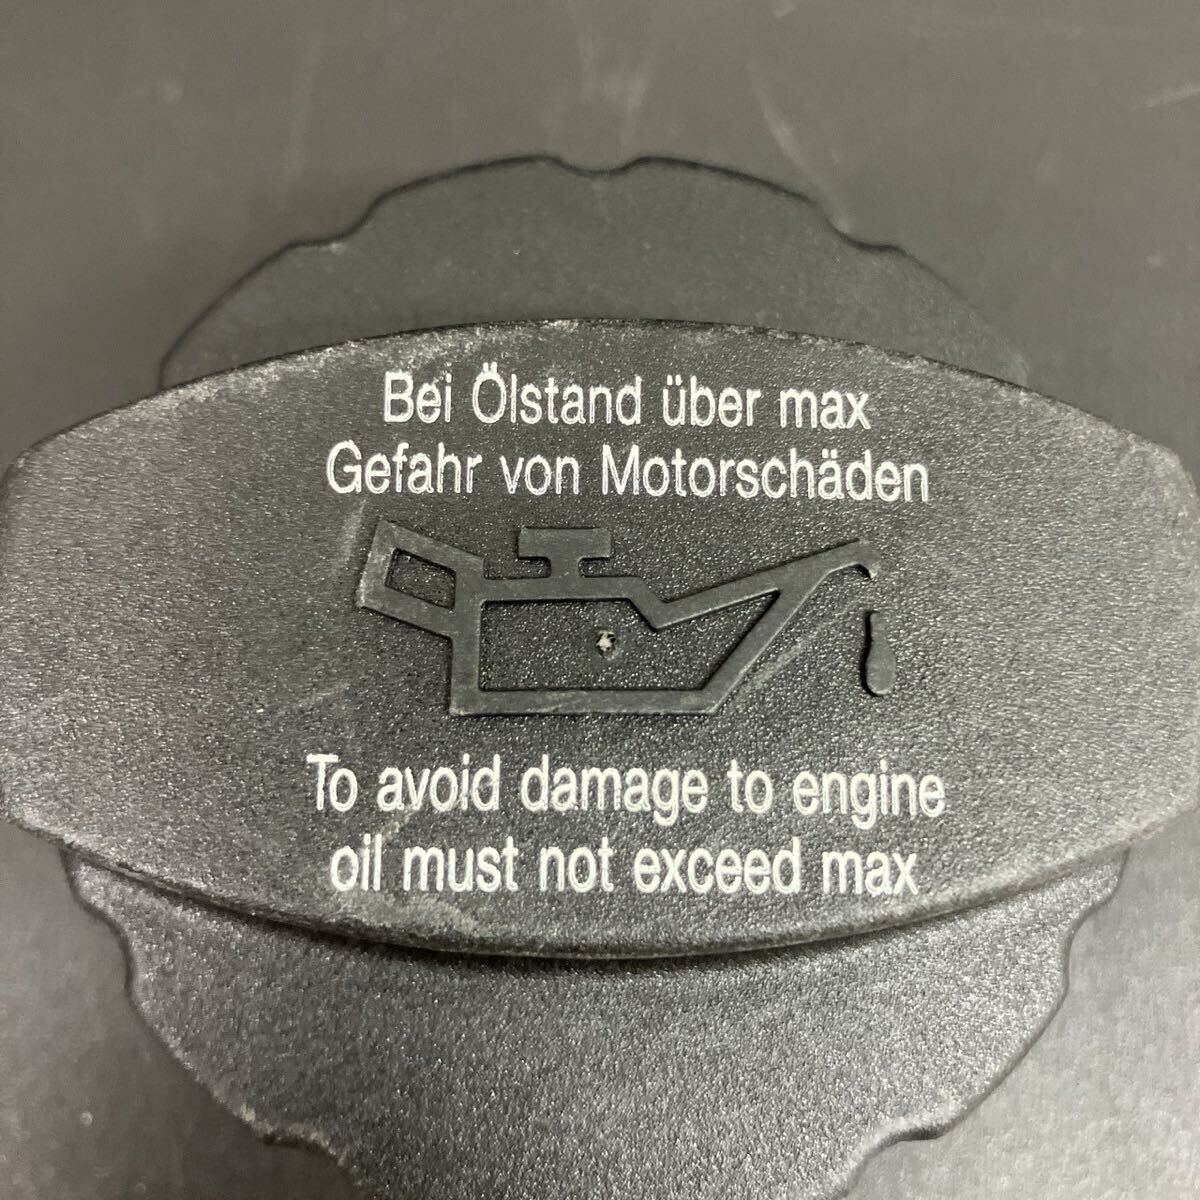 Bei Ölstand über max
Gefahr von Motorschäden
To avoid damage to engine
oil must not exceed max